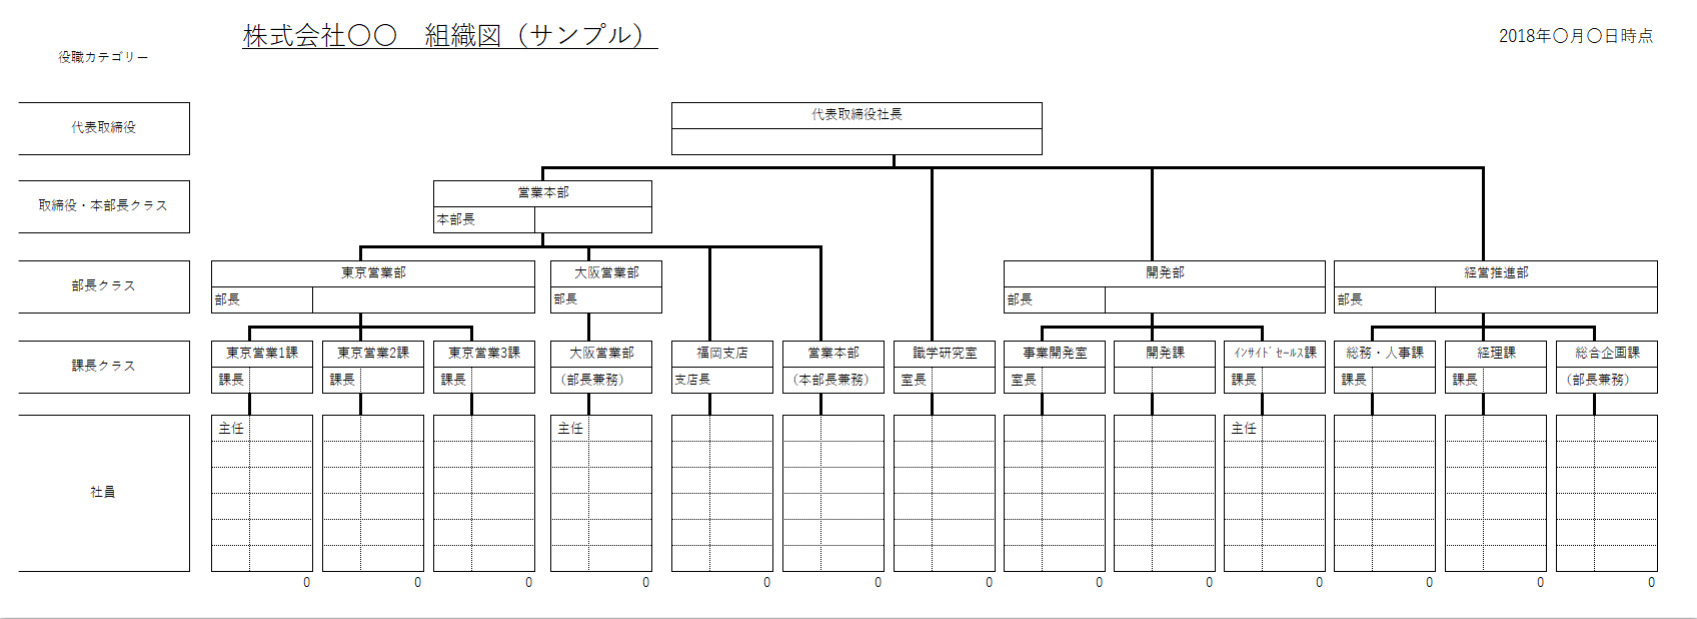 株式会社〇〇　組織図（サンプル）
2018年〇月〇日時点
役職カテゴリー
代表取締役
代表取締役社長
取締役・本部長クラス
営業本部
本部長
部長クラス
東京営業部
大阪営業部
開発部
経営推進部
部長
部長
部長
部長
課長クラス
東京営業1課
東京営業2課
東京営業3課
大阪営業部
福岡支店
営業本部
識学研究室
事業開発室
開発課
ｲﾝｻｲﾄﾞｾｰﾙｽ課
総務・人事課
経理課
総合企画課
課長
課長
課長
（部長兼務）
支店長
（本部長兼務）
室長
室長
課長
課長
課長
（部長兼務）
社員
主任
主任
主任
0
0
0
0
0
0
0
0
0
0
0
0
0